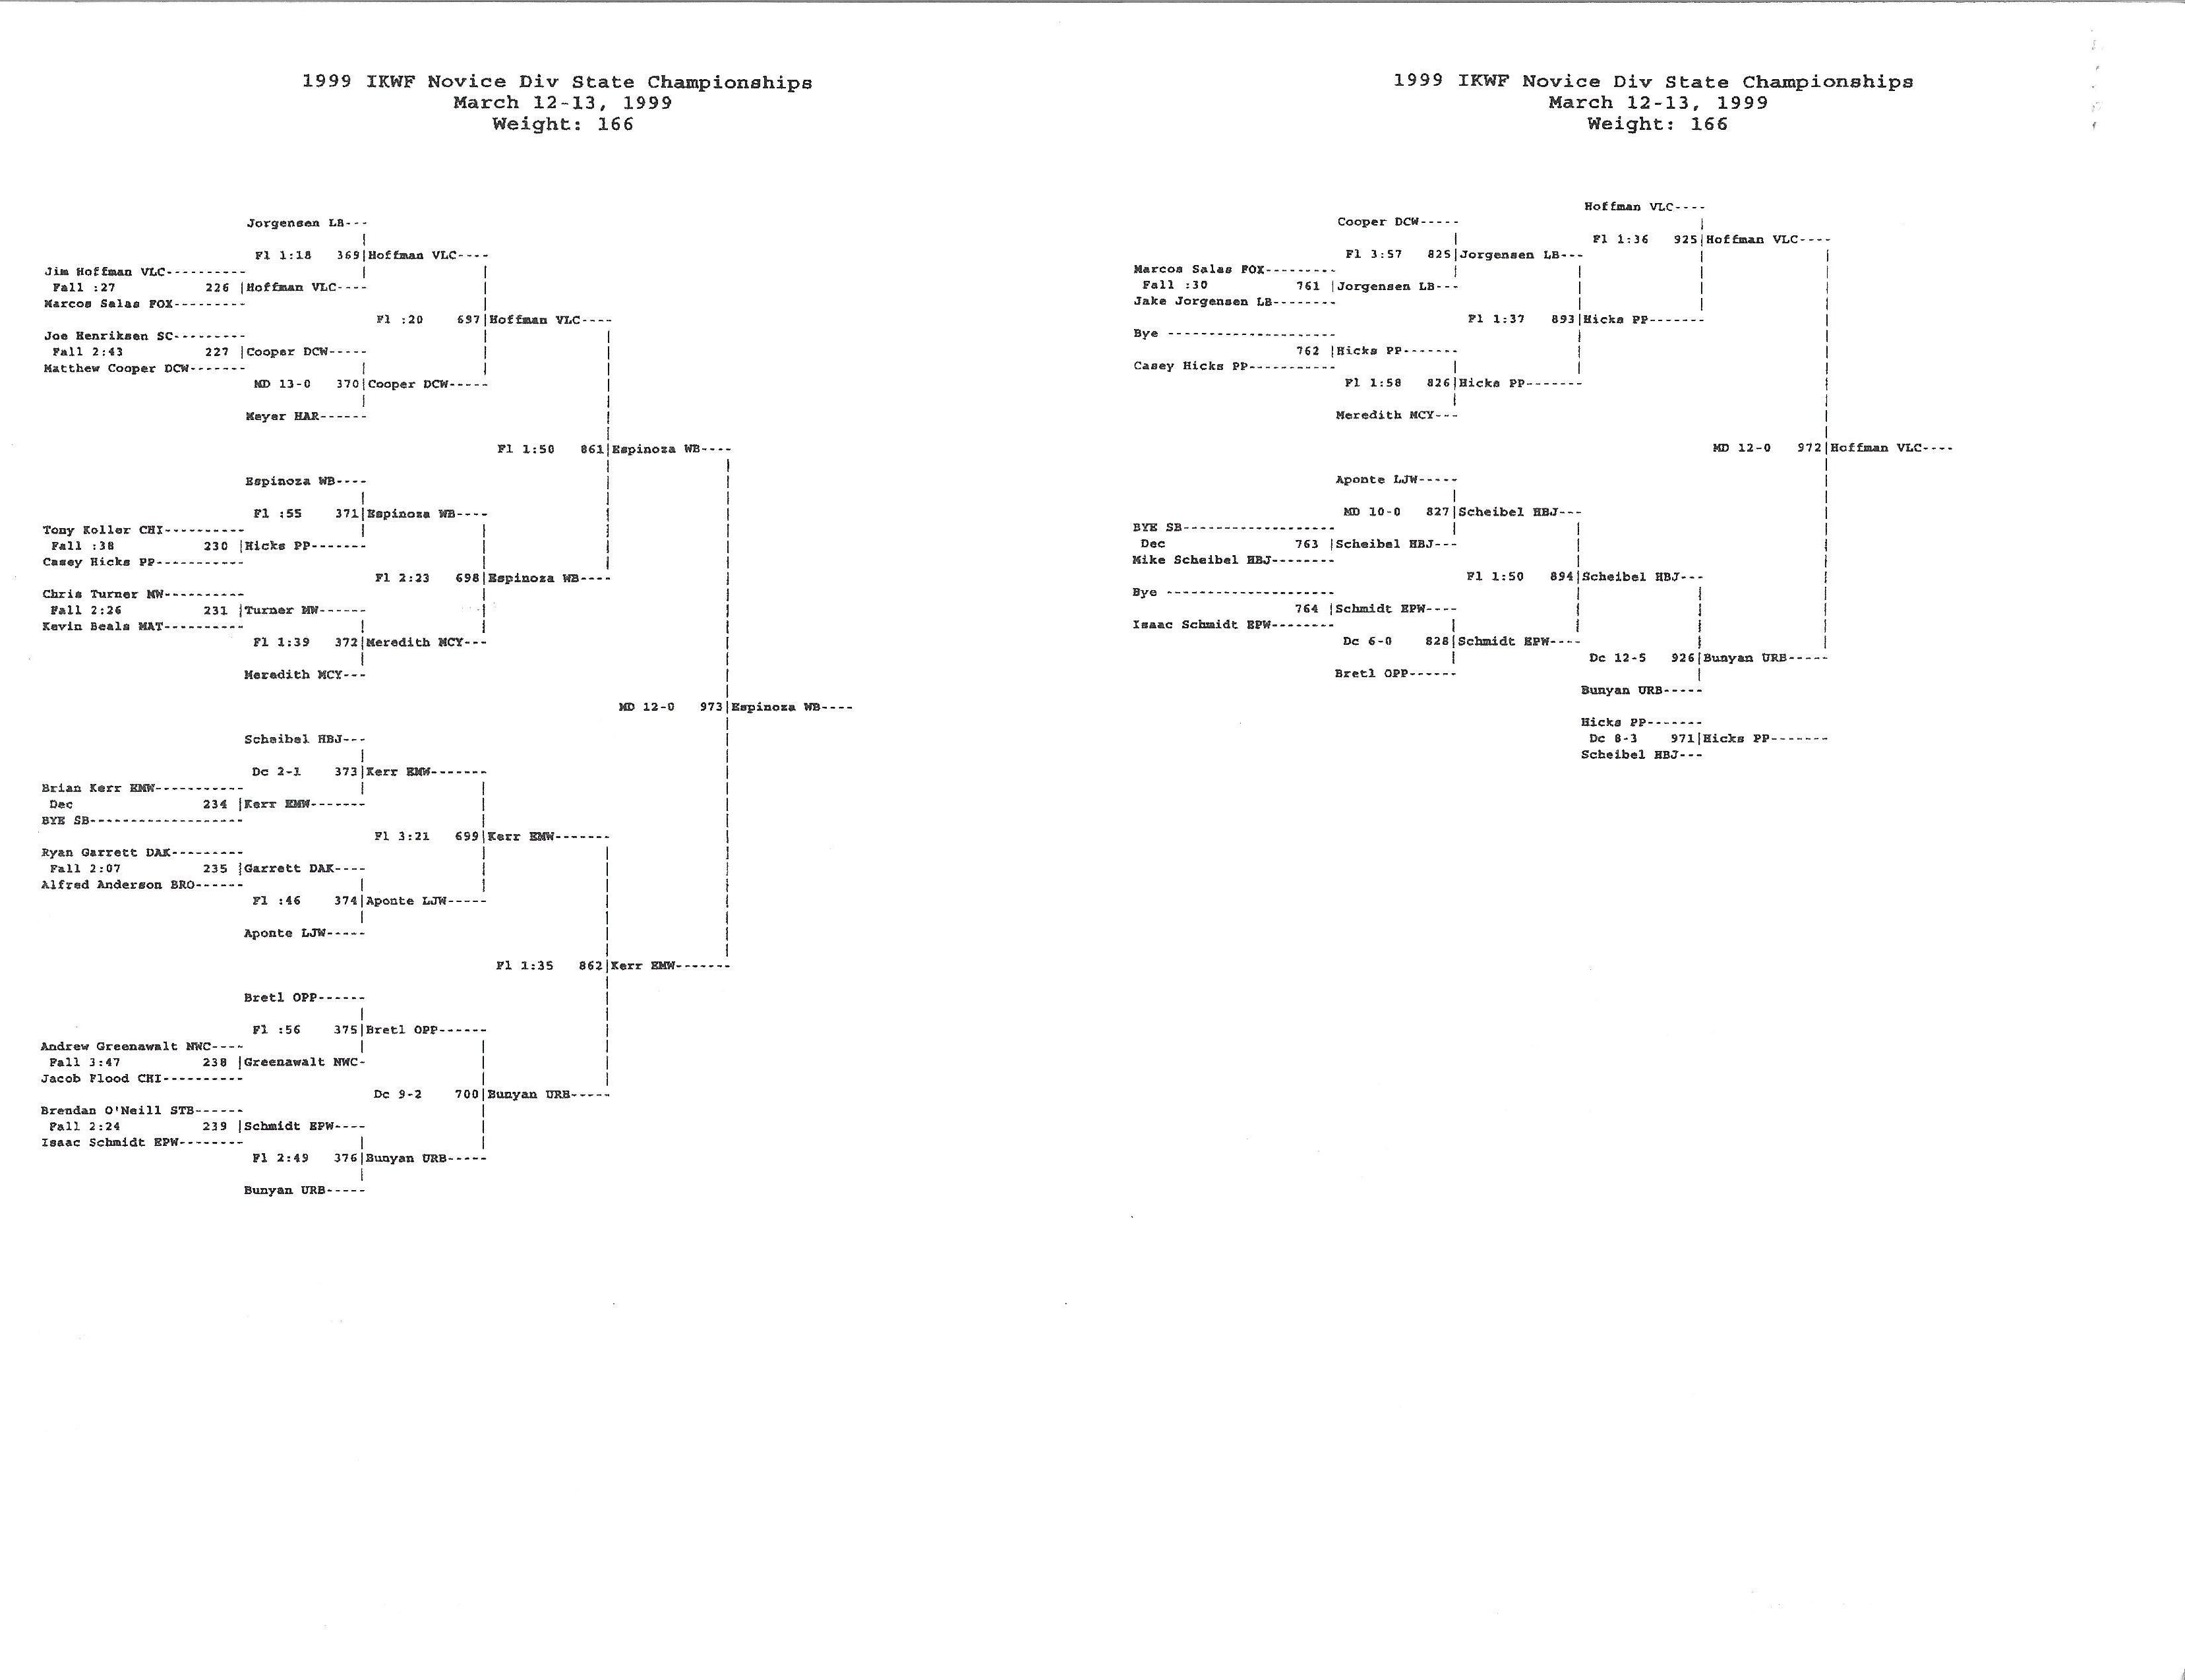 1999 IKWF Novice Div State Championships
March 12-13, 1999
Weight: 166
Jorgensen LB---
Fl 1:18 369|Hoffman VLC----
Jim Hoffman VLC----------
Fall :27 226 |Hoffman VLC----
Marcos Salas FOX---------
Fl :20 697|Hoffman VLC----
Joe Henriksen SC---------
Fall 2:43 227 |Cooper DCW-----
Matthew Cooper DCW-------
MD 13-0 370|Cooper DCW-----
Meyer HAR------
Fl 1:50 861|Espinoza WB----
Espinoza WB----
Fl :55 371|Espinoza WB----
Tony Koller CHI----------
Fall :38 230 |Hicks PP-------
Casey Hicks PP-----------
Fl 2:23 698|Espinoza WB----
Chris Turner MW----------
Fall 2:26 231 |Turner MW------
Kevin Beals MAT----------
Fl 1:39 372|Meredith MCY---
Meredith MCY---
MD 12-0 973|Espinoza WB----
Scheibel HBJ---
Dc 2-1 373|Kerr EMW-------
Brian Kerr EMW-----------
Dec 234 |Kerr EMW-------
BYE SB-------------------
Fl 3:21 699|Kerr EMW-------
Ryan Garrett DAK---------
Fall 2:07 235 |Garrett DAK----
Alfred Anderson BRO------
Fl :46 374|Aponte LJW-----
Aponte LJW-----
Fl 1:35 862|Kerr EMW-------
Bretl OPP------
Fl :56 375|Bretl OPP------
Andrew Greenawalt NWC----
Fall 3:47 238 |Greenawalt NWC-
Jacob Flood CHI----------
Dc 9-2 700|Bunyan URB-----
Brendan O'Neill STB------
Fall 2:24 239 |Schmidt EPW----
Isaac Schmidt EPW--------
Fl 2:49 376|Bunyan URB-----
Bunyan URB-----
1999 IKWF Novice Div State Championships
March 12-13, 1999
Weight: 166
Hoffman VLC----
Cooper DCW-----
Fl 1:36 925|Hoffman VLC----
Fl 3:57 825|Jorgensen LB---
Marcos Salas FOX---------
Fall :30 761 |Jorgensen LB---
Jake Jorgensen LB--------
Fl 1:37 893|Hicks PP-------
Bye --------------------
762 |Hicks PP-------
Casey Hicks PP-----------
Fl 1:58 826|Hicks PP-------
Meredith MCY---
MD 12-0 972|Hoffman VLC----
Aponte LJW-----
MD 10-0 827|Scheibel HBJ---
BYE SB-------------------
Dec 763 |Scheibel HBJ---
Mike Scheibel HBJ--------
Fl 1:50 894|Scheibel HBJ---
Bye --------------------
764 |Schmidt EPW----
Isaac Schmidt EPW--------
Dc 6-0 828|Schmidt EPW----
Dc 12-5 926|Bunyan URB-----
Bretl OPP------
Bunyan URB-----
Hicks PP-------
Dc 8-3 971|Hicks PP-------
Scheibel HBJ---